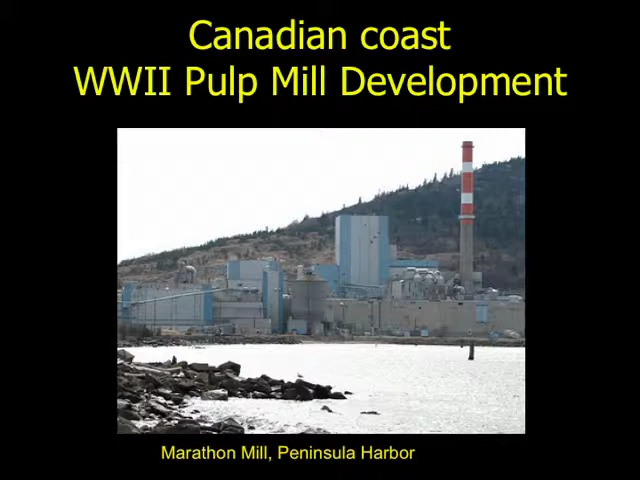 Canadian coast
WWII Pulp Mill Development
Marathon Mill, Peninsula Harbor